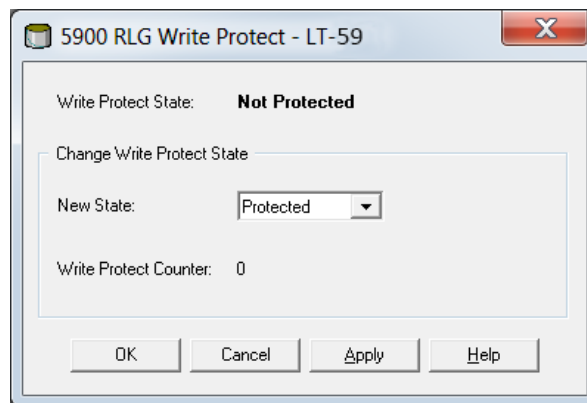 5900 RLG Write Protect - LT-59
Write Protect State: Not Protected
Change Write Protect State
New State: Protected
Write Protect Counter: 0
OK Cancel Apply Help